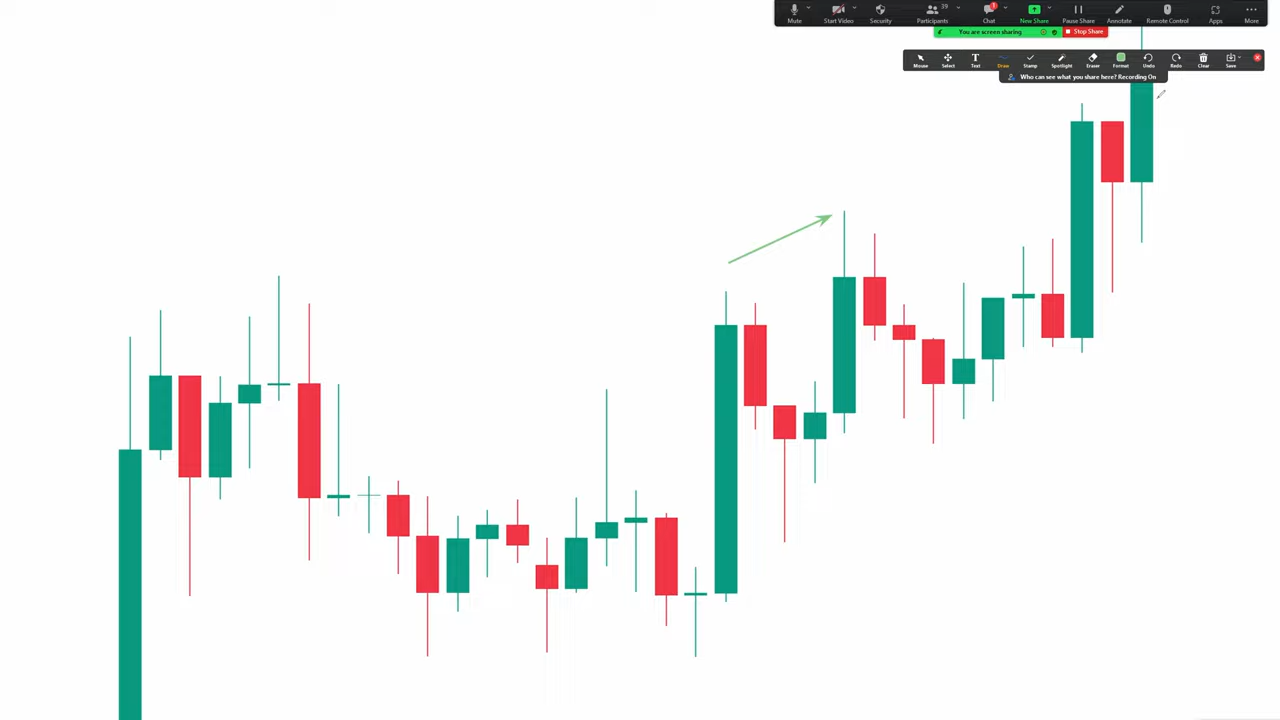 39 1
Mute Start Video Security Participants Chat New Share Pause Share Annotate Remote Control Apps More
You are screen sharing Stop Share
Mouse Select Text Draw Stamp Spotlight Eraser Format Undo Redo Clear Save
Who can see what you share here? Recording On